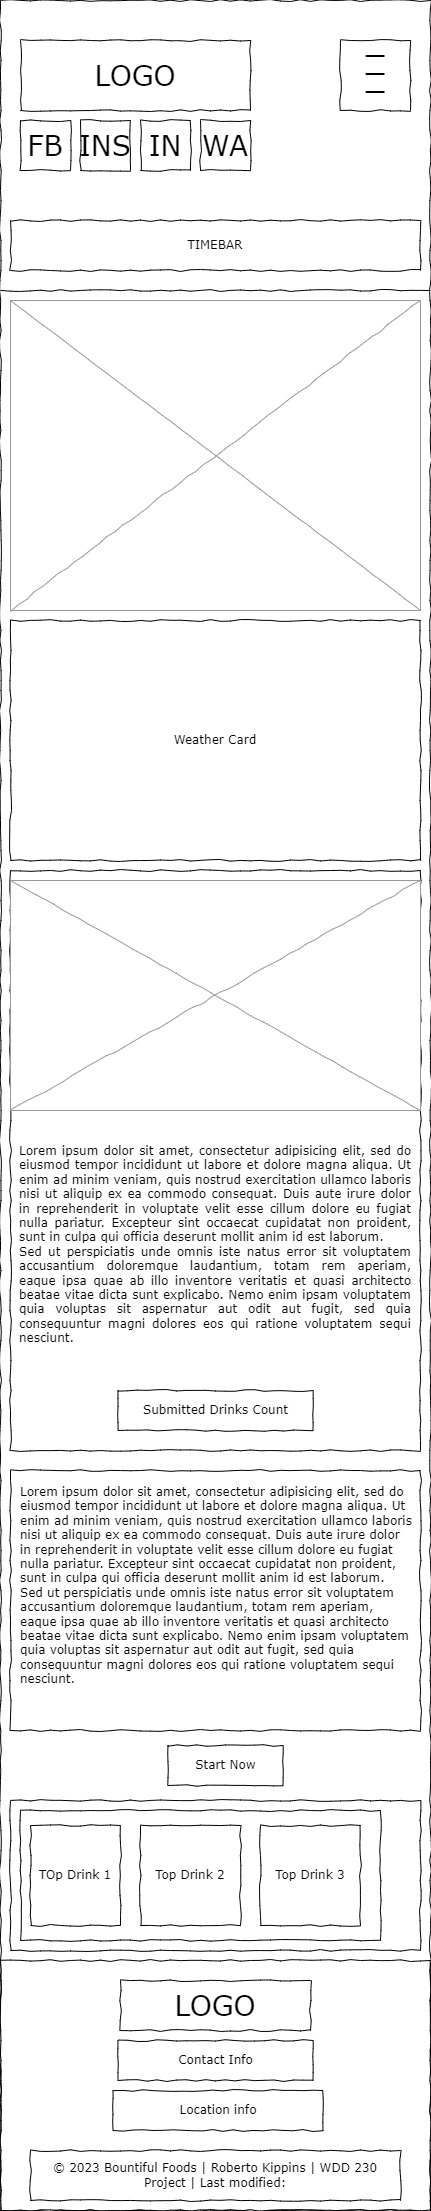 LOGO
FB INS IN WA
TIMEBAR
Weather Card
Lorem ipsum dolor sit amet, consectetur adipisicing elit, sed do
eiusmod tempor incididunt ut labore et dolore magna aliqua. Ut
enim ad minim veniam, quis nostrud exercitation ullamco laboris
nisi ut aliquip ex ea commodo consequat. Duis aute irure dolor
in reprehenderit in voluptate velit esse cillum dolore eu fugiat
nulla pariatur. Excepteur sint occaecat cupidatat non proident,
sunt in culpa qui officia deserunt mollit anim id est laborum.
Sed ut perspiciatis unde omnis iste natus error sit voluptatem
accusantium doloremque laudantium, totam rem aperiam,
eaque ipsa quae ab illo inventore veritatis et quasi architecto
beatae vitae dicta sunt explicabo. Nemo enim ipsam voluptatem
quia voluptas sit aspernatur aut odit aut fugit, sed quia
consequuntur magni dolores eos qui ratione voluptatem sequi
nesciunt.
Submitted Drinks Count
Lorem ipsum dolor sit amet, consectetur adipisicing elit, sed do
eiusmod tempor incididunt ut labore et dolore magna aliqua. Ut
enim ad minim veniam, quis nostrud exercitation ullamco laboris
nisi ut aliquip ex ea commodo consequat. Duis aute irure dolor
in reprehenderit in voluptate velit esse cillum dolore eu fugiat
nulla pariatur. Excepteur sint occaecat cupidatat non proident,
sunt in culpa qui officia deserunt mollit anim id est laborum.
Sed ut perspiciatis unde omnis iste natus error sit voluptatem
accusantium doloremque laudantium, totam rem aperiam,
eaque ipsa quae ab illo inventore veritatis et quasi architecto
beatae vitae dicta sunt explicabo. Nemo enim ipsam voluptatem
quia voluptas sit aspernatur aut odit aut fugit, sed quia
consequuntur magni dolores eos qui ratione voluptatem sequi
nesciunt.
Start Now
TOp Drink 1 Top Drink 2 Top Drink 3
LOGO
Contact Info
Location info
© 2023 Bountiful Foods | Roberto Kippins | WDD 230
Project | Last modified: